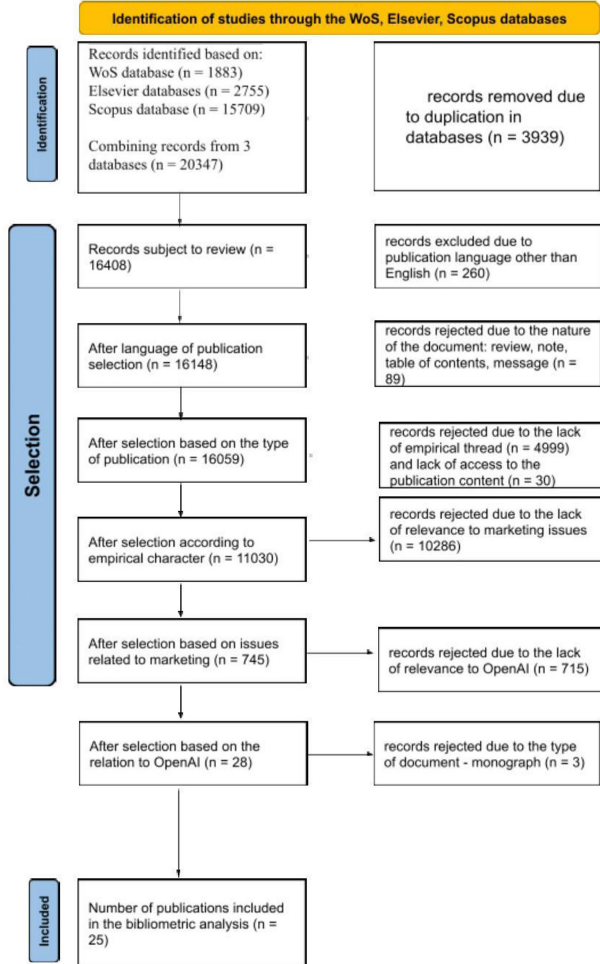 Identification of studies through the WoS, Elsevier, Scopus databases
Identification
Records identified based on:
WoS database (n = 1883)
Elsevier databases (n = 2755)
Scopus database (n = 15709)
Combining records from 3
databases (n = 20347)
records removed due
to duplication in
databases (n = 3939)
Selection
Records subject to review (n =
16408)
records excluded due to
publication language other than
English (n = 260)
After language of publication
selection (n = 16148)
records rejected due to the nature
of the document: review, note,
table of contents, message (n =
89)
After selection based on the type
of publication (n = 16059)
records rejected due to the lack
of empirical thread (n = 4999)
and lack of access to the
publication content (n = 30)
After selection according to
empirical character (n = 11030)
records rejected due to the lack
of relevance to marketing issues
(n = 10286)
After selection based on issues
related to marketing (n = 745)
records rejected due to the lack
of relevance to OpenAI (n = 715)
After selection based on the
relation to OpenAI (n = 28)
records rejected due to the type
of document - monograph (n = 3)
Included
Number of publications included
in the bibliometric analysis (n =
25)